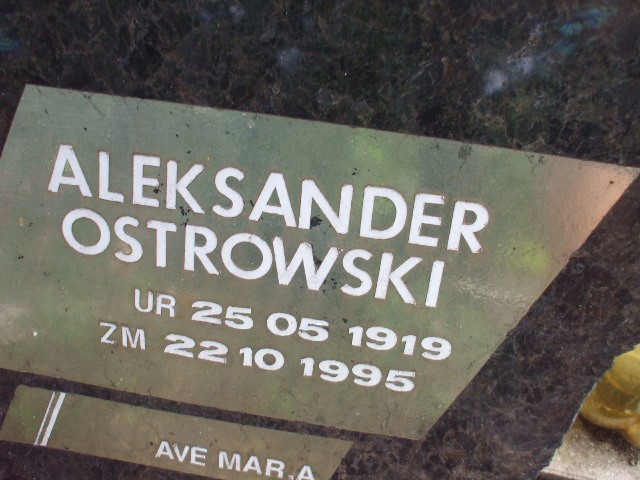 ALEKSANDER
OSTROWSKI
UR 25 05 1919
ZM 22 10 1995
AVE MAR,A